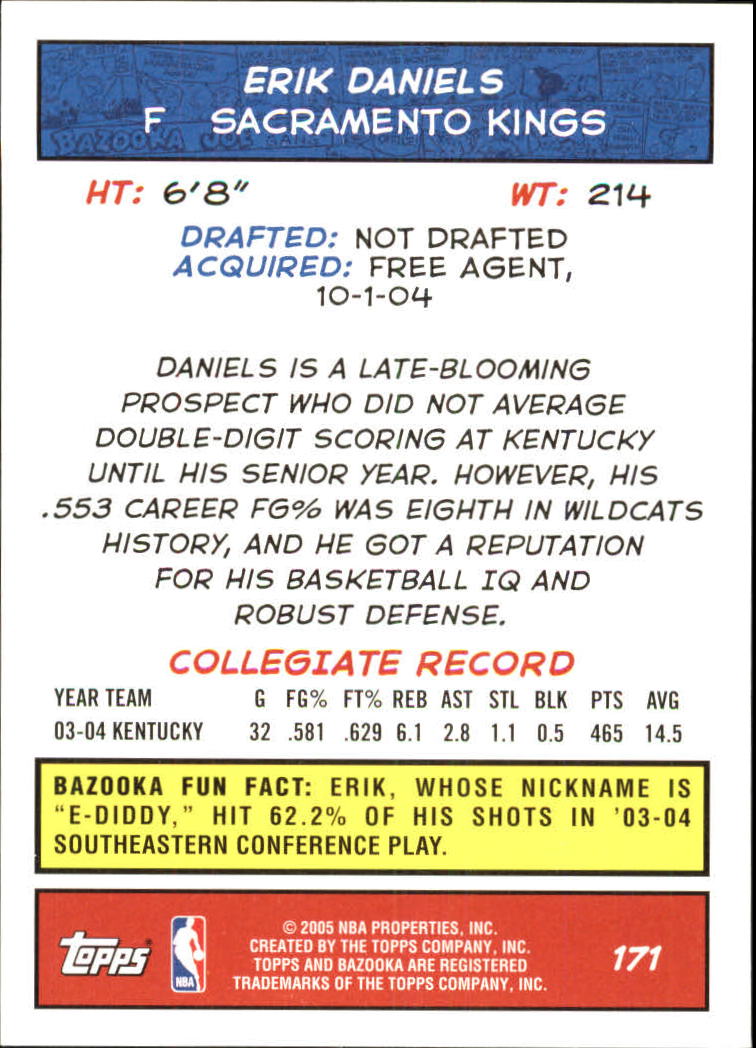 ERIK DANIELS
F SACRAMENTO KINGS
HT: 6'8" WT: 214
DRAFTED: NOT DRAFTED
ACQUIRED: FREE AGENT,
10-1-04
DANIELS IS A LATE-BLOOMING
PROSPECT WHO DID NOT AVERAGE
DOUBLE-DIGIT SCORING AT KENTUCKY
UNTIL HIS SENIOR YEAR. HOWEVER, HIS
.553 CAREER FG% WAS EIGHTH IN WILDCATS
HISTORY, AND HE GOT A REPUTATION
FOR HIS BASKETBALL IQ AND
ROBUST DEFENSE.
COLLEGIATE RECORD
YEAR TEAM G FG% FT% REB AST STL BLK PTS AVG
03-04 KENTUCKY 32 .581 .629 6.1 2.8 1.1 0.5 465 14.5
BAZOOKA FUN FACT: ERIK, WHOSE NICKNAME IS
"E-DIDDY," HIT 62.2% OF HIS SHOTS IN '03-04
SOUTHEASTERN CONFERENCE PLAY.
Topps® NBA
© 2005 NBA PROPERTIES, INC.
CREATED BY THE TOPPS COMPANY, INC.
TOPPS AND BAZOOKA ARE REGISTERED
TRADEMARKS OF THE TOPPS COMPANY, INC.
171